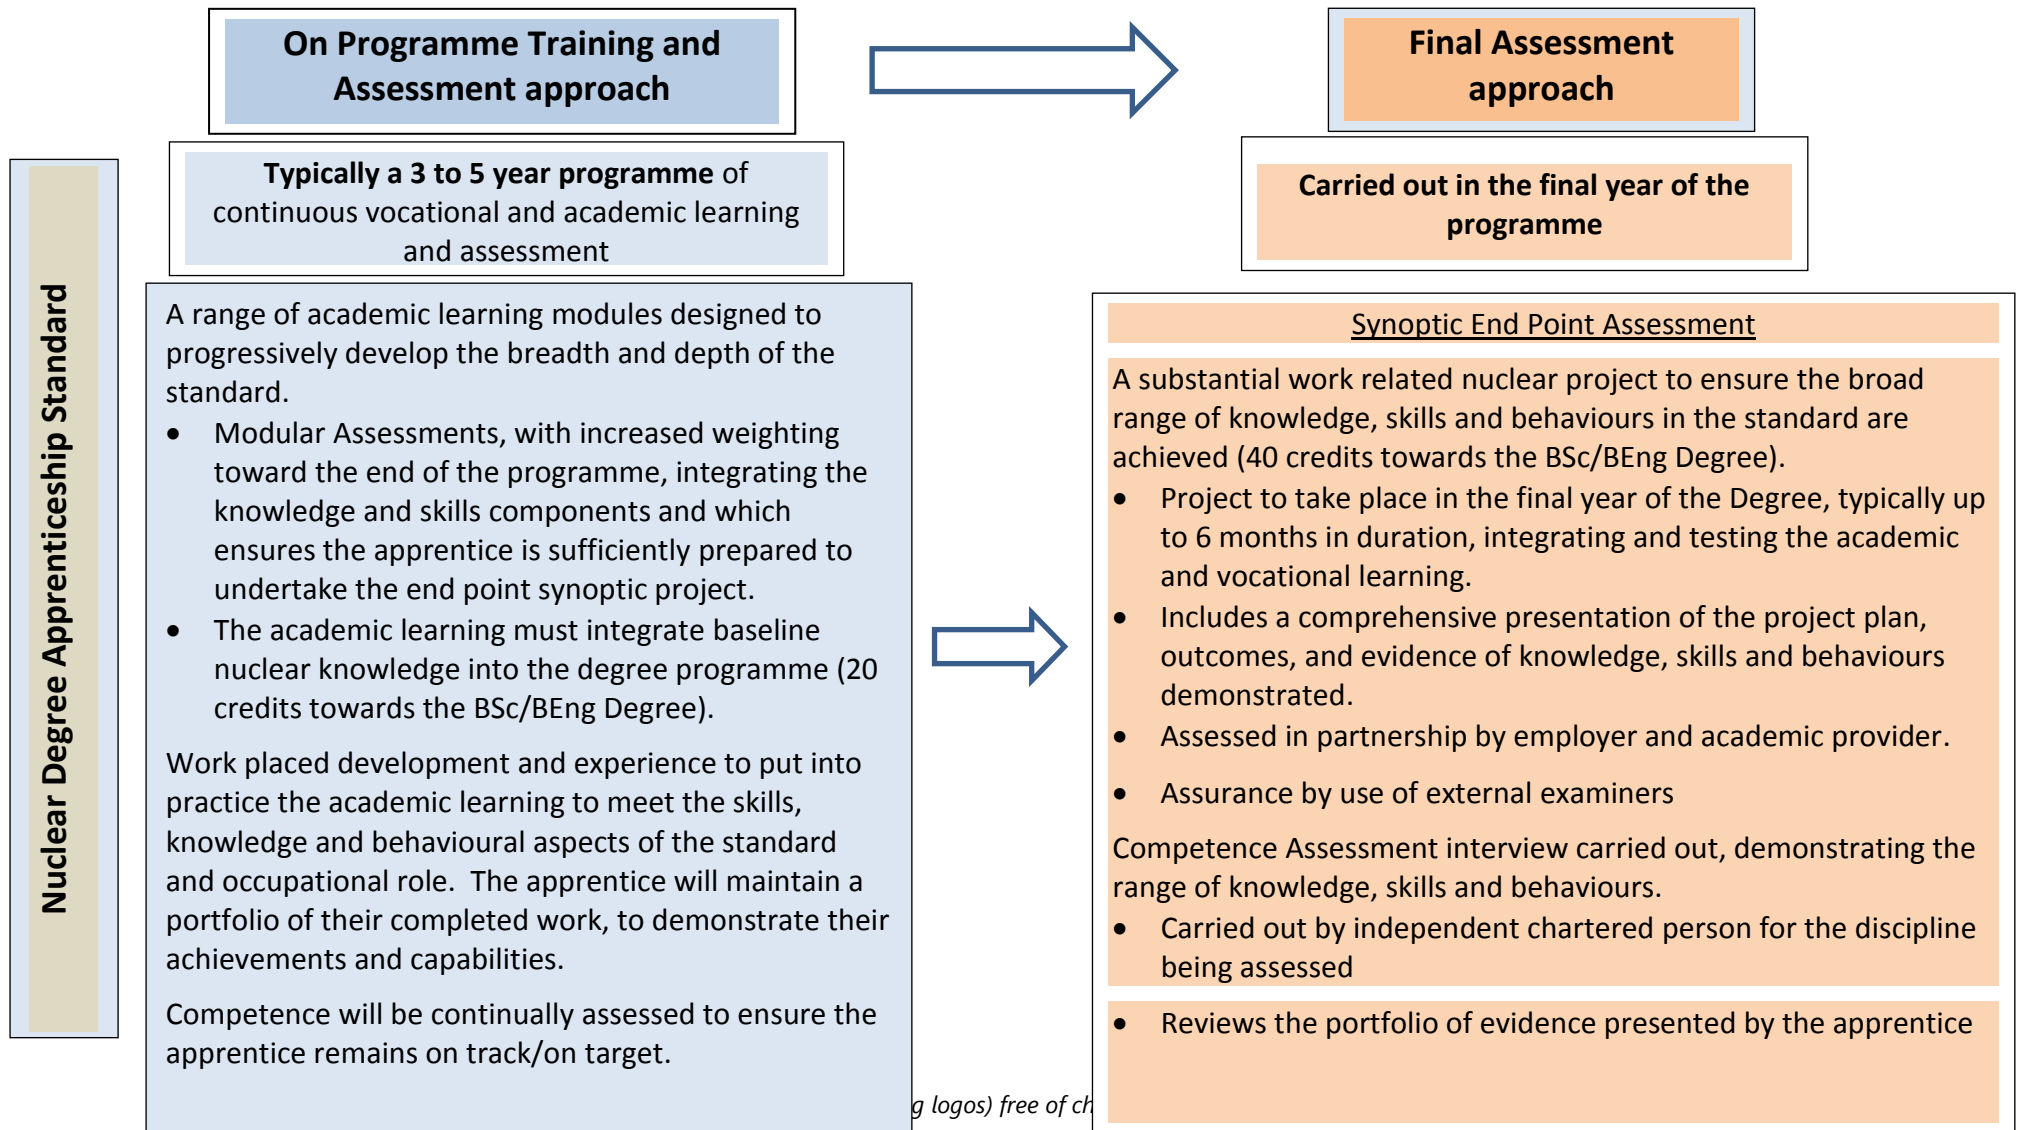 On Programme Training and
Assessment approach
Final Assessment
approach
Typically a 3 to 5 year programme of
continuous vocational and academic learning
and assessment
Carried out in the final year of the
programme
Nuclear Degree Apprenticeship Standard
A range of academic learning modules designed to
progressively develop the breadth and depth of the
standard.
• Modular Assessments, with increased weighting
toward the end of the programme, integrating the
knowledge and skills components and which
ensures the apprentice is sufficiently prepared to
undertake the end point synoptic project.
• The academic learning must integrate baseline
nuclear knowledge into the degree programme (20
credits towards the BSc/BEng Degree).
Work placed development and experience to put into
practice the academic learning to meet the skills,
knowledge and behavioural aspects of the standard
and occupational role.  The apprentice will maintain a
portfolio of their completed work, to demonstrate their
achievements and capabilities.
Competence will be continually assessed to ensure the
apprentice remains on track/on target.
Synoptic End Point Assessment
A substantial work related nuclear project to ensure the broad
range of knowledge, skills and behaviours in the standard are
achieved (40 credits towards the BSc/BEng Degree).
• Project to take place in the final year of the Degree, typically up
to 6 months in duration, integrating and testing the academic
and vocational learning.
• Includes a comprehensive presentation of the project plan,
outcomes, and evidence of knowledge, skills and behaviours
demonstrated.
• Assessed in partnership by employer and academic provider.
• Assurance by use of external examiners
Competence Assessment interview carried out, demonstrating the
range of knowledge, skills and behaviours.
• Carried out by independent chartered person for the discipline
being assessed
• Reviews the portfolio of evidence presented by the apprentice
g logos) free of ch